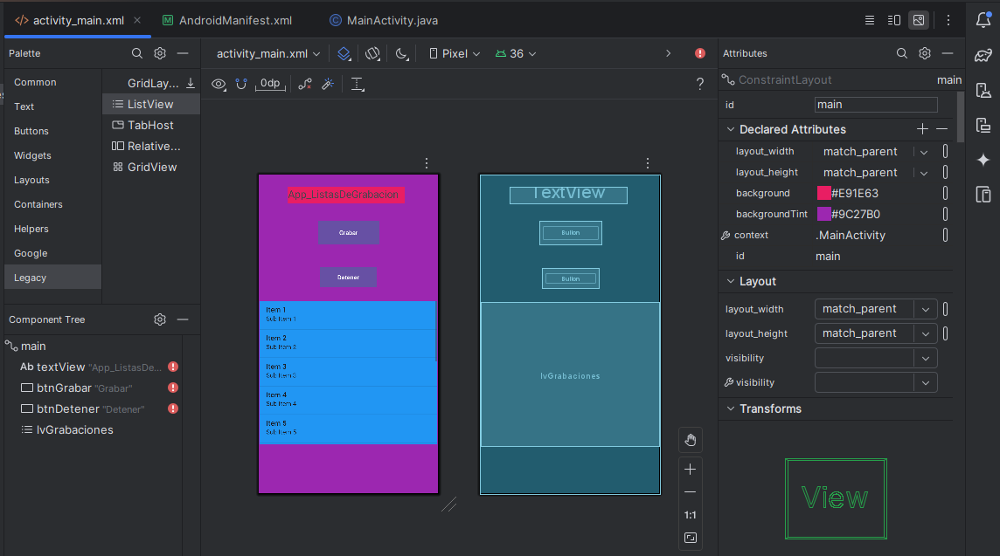 activity_main.xml
AndroidManifest.xml
MainActivity.java
Palette
Common
Text
Buttons
Widgets
Layouts
Containers
Helpers
Google
Legacy
GridLay...
ListView
TabHost
Relative...
GridView
Component Tree
main
Ab textView "App_ListasDe...
btnGrabar "Grabar"
btnDetener "Detener"
lvGrabaciones
activity_main.xml
Pixel
36
0dp
?
App_ListasDeGrabacion
Grabar
Detener
Item 1
Sub Item 1
Item 2
Sub Item 2
Item 3
Sub Item 3
Item 4
Sub Item 4
Item 5
Sub Item 5
TextView
Button
Button
lvGrabaciones
1:1
Attributes
ConstraintLayout main
id main
Declared Attributes
layout_width match_parent
layout_height match_parent
background #E91E63
backgroundTint #9C27B0
context .MainActivity
id main
Layout
layout_width match_parent
layout_height match_parent
visibility
visibility
Transforms
View